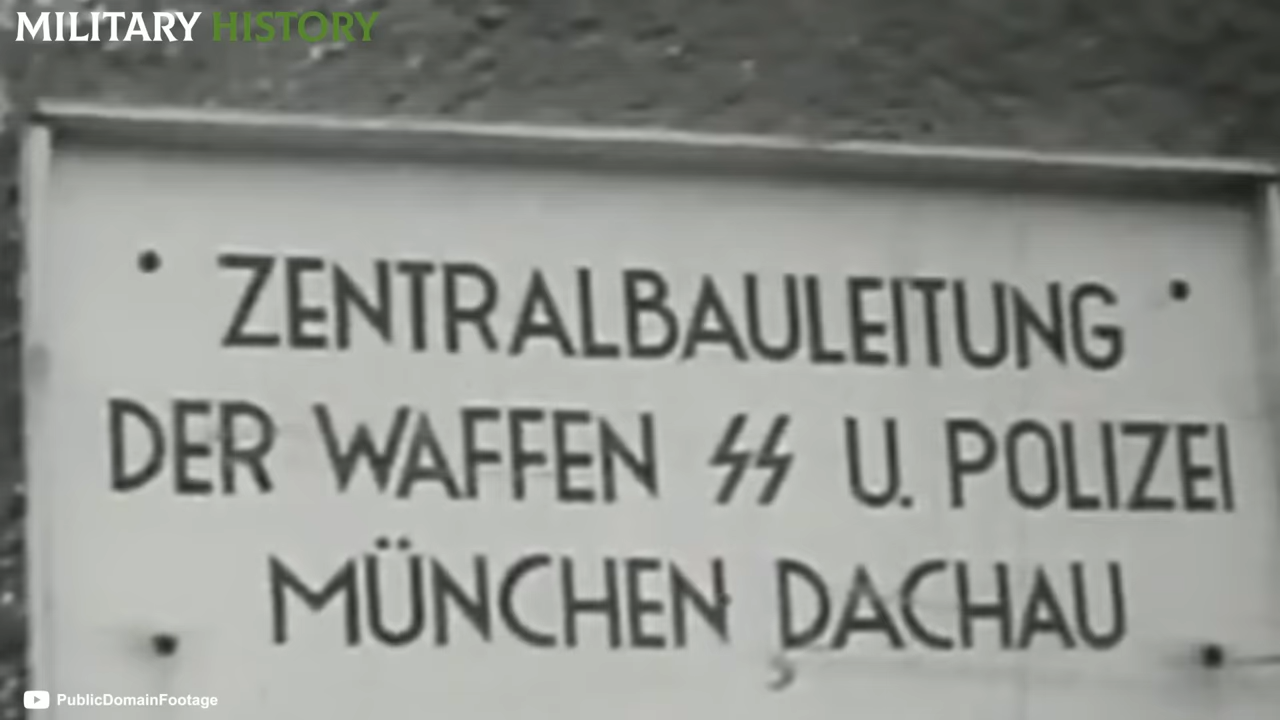 MILITARY HISTORY
ZENTRALBAULEITUNG
DER WAFFEN ᛋᛋ U. POLIZEI
MÜNCHEN DACHAU
PublicDomainFootage